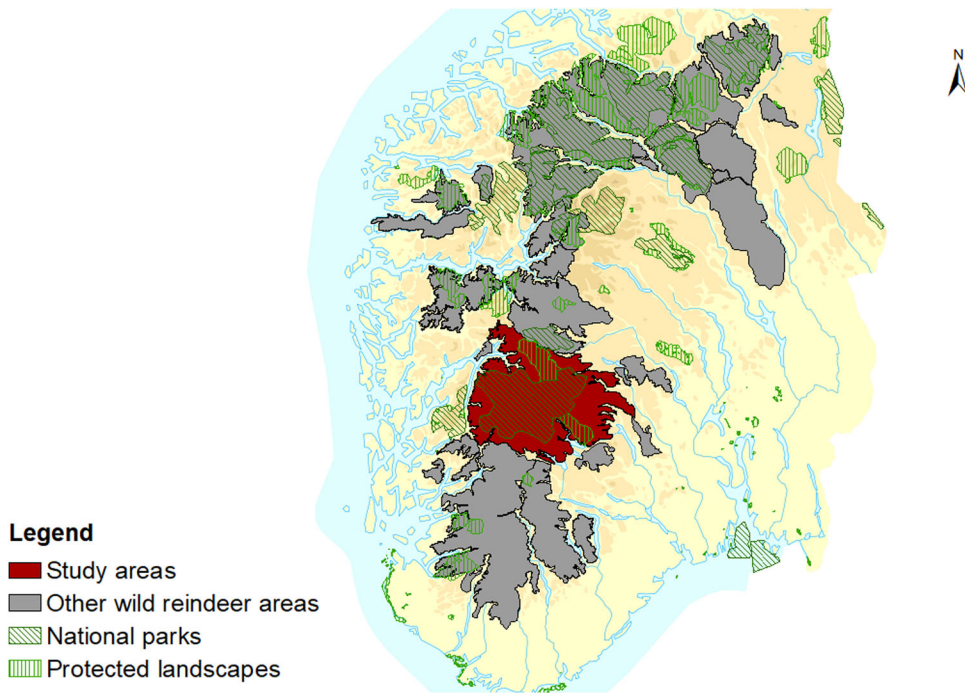 N
Legend
Study areas
Other wild reindeer areas
National parks
Protected landscapes